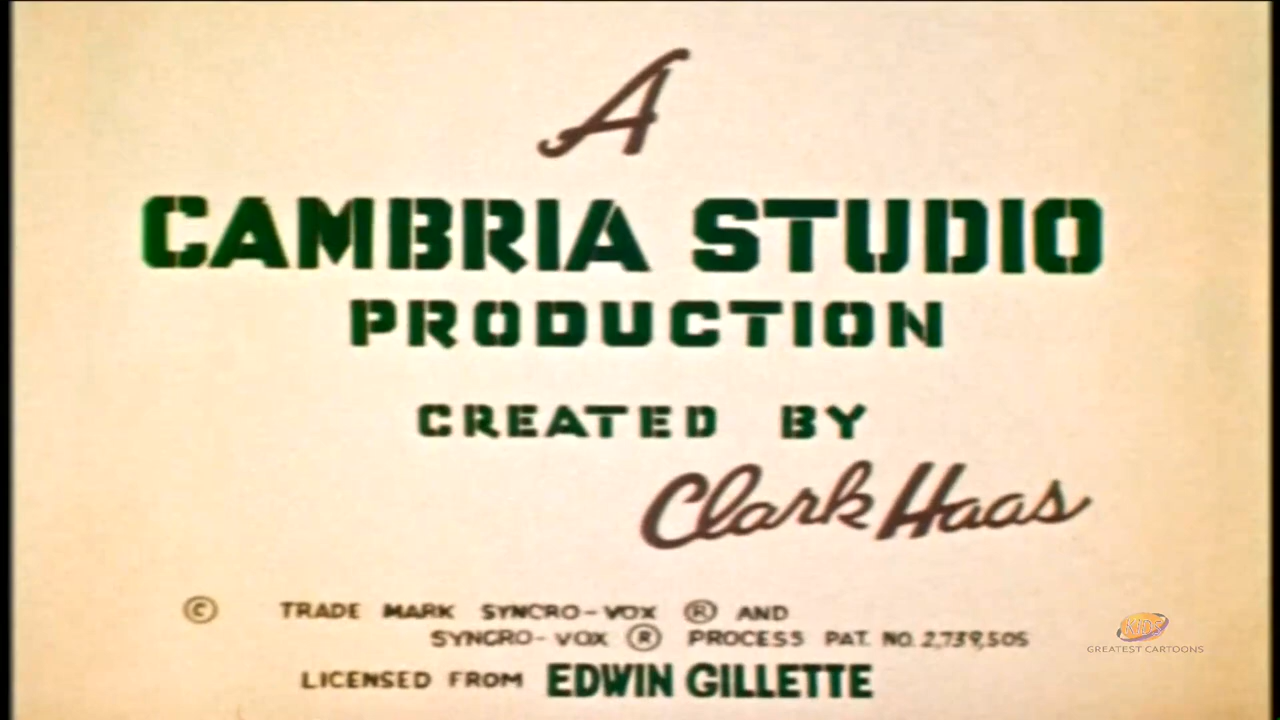 A
CAMBRIA STUDIO
PRODUCTION
CREATED BY
Clark Haas
© TRADE MARK SYNCRO-VOX ® AND
SYNCRO-VOX ® PROCESS PAT. NO. 2,739,505
LICENSED FROM EDWIN GILLETTE
KIDS
GREATEST CARTOONS